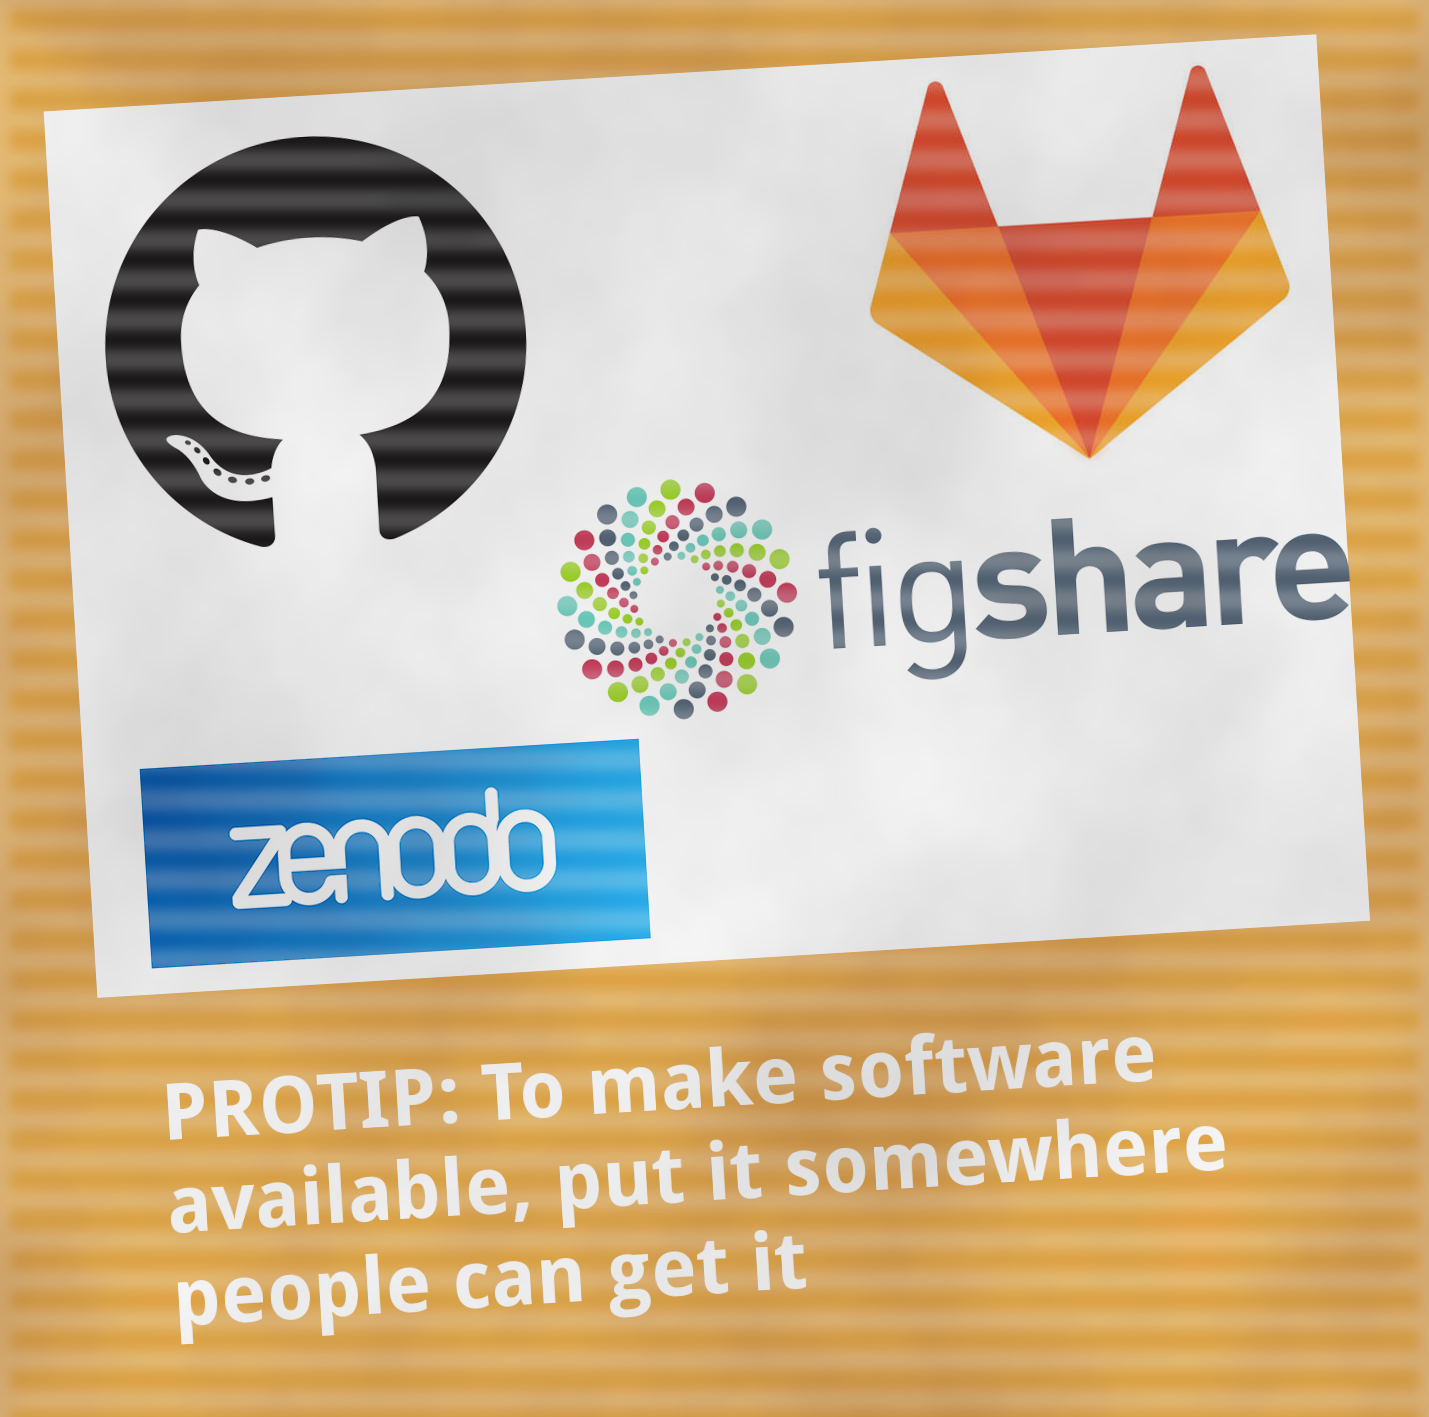 figshare
zenodo
PROTIP: To make software
available, put it somewhere
people can get it